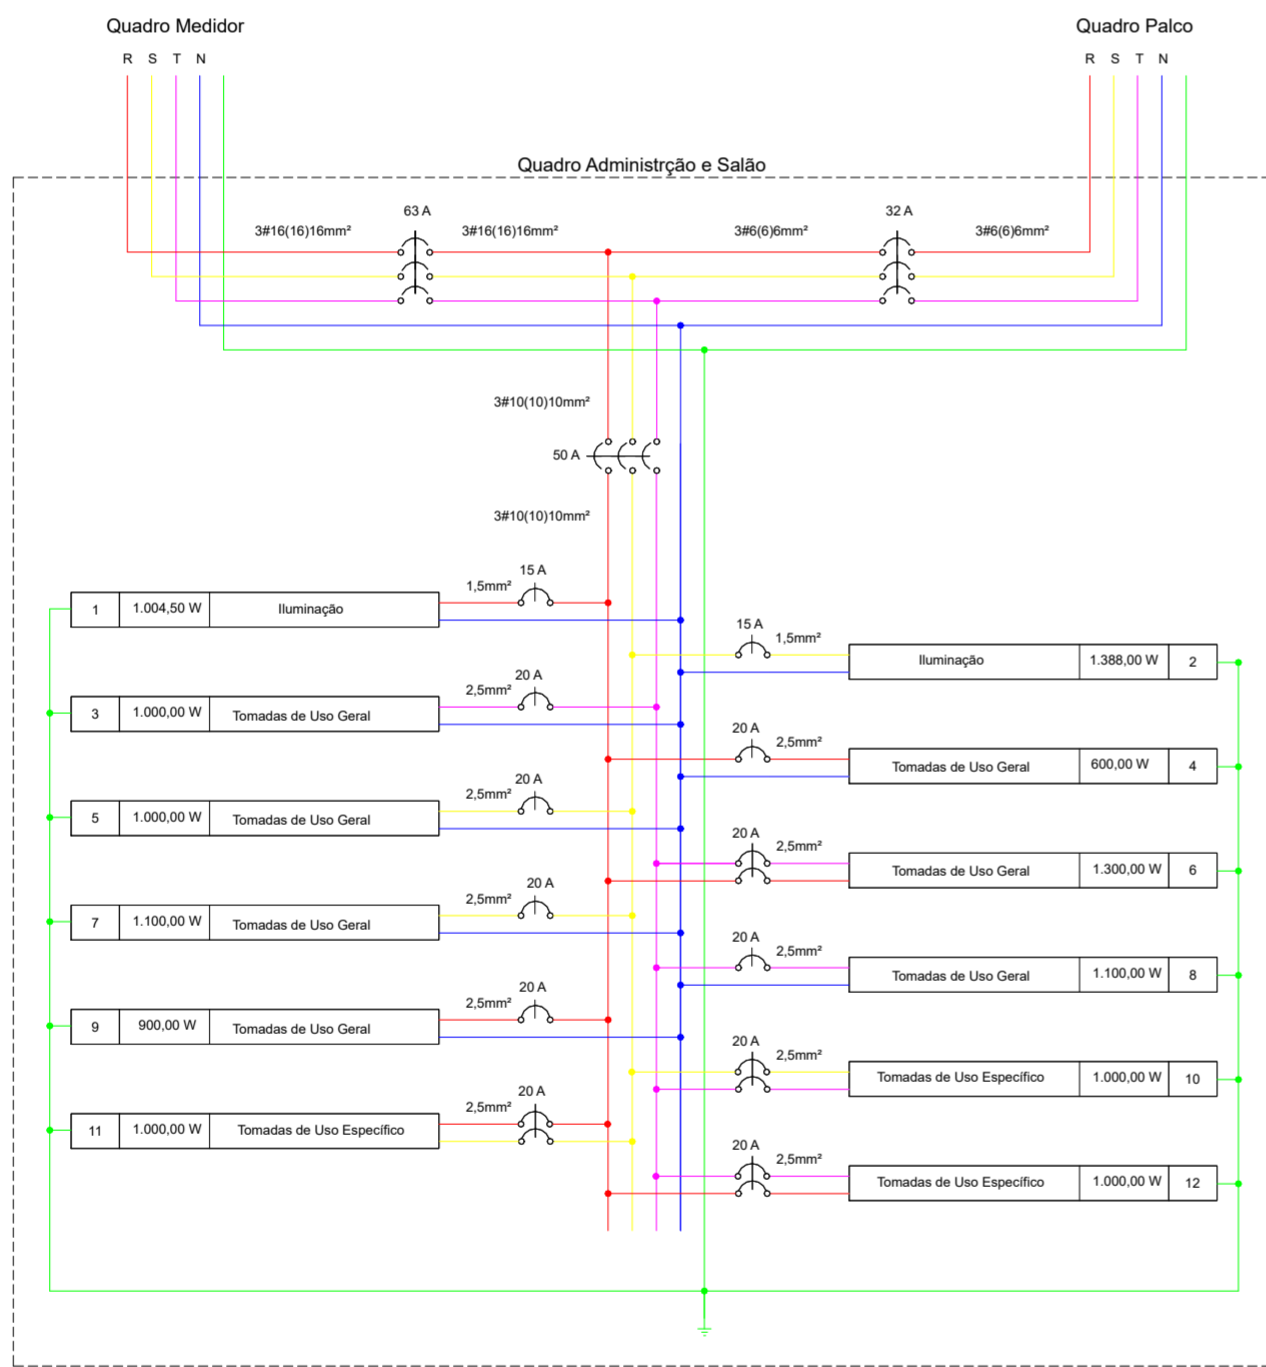 Quadro Medidor
Quadro Palco
R S T N
R S T N
Quadro Administrção e Salão
63 A
32 A
3#16(16)16mm²
3#16(16)16mm²
3#6(6)6mm²
3#6(6)6mm²
3#10(10)10mm²
50 A
3#10(10)10mm²
15 A
1,5mm²
1 1.004,50 W Iluminação
15 A
1,5mm²
Iluminação 1.388,00 W 2
20 A
2,5mm²
3 1.000,00 W Tomadas de Uso Geral
20 A
2,5mm²
Tomadas de Uso Geral 600,00 W 4
20 A
2,5mm²
5 1.000,00 W Tomadas de Uso Geral
20 A
2,5mm²
Tomadas de Uso Geral 1.300,00 W 6
20 A
2,5mm²
7 1.100,00 W Tomadas de Uso Geral
20 A
2,5mm²
Tomadas de Uso Geral 1.100,00 W 8
20 A
2,5mm²
9 900,00 W Tomadas de Uso Geral
20 A
2,5mm²
Tomadas de Uso Específico 1.000,00 W 10
20 A
2,5mm²
11 1.000,00 W Tomadas de Uso Específico
20 A
2,5mm²
Tomadas de Uso Específico 1.000,00 W 12